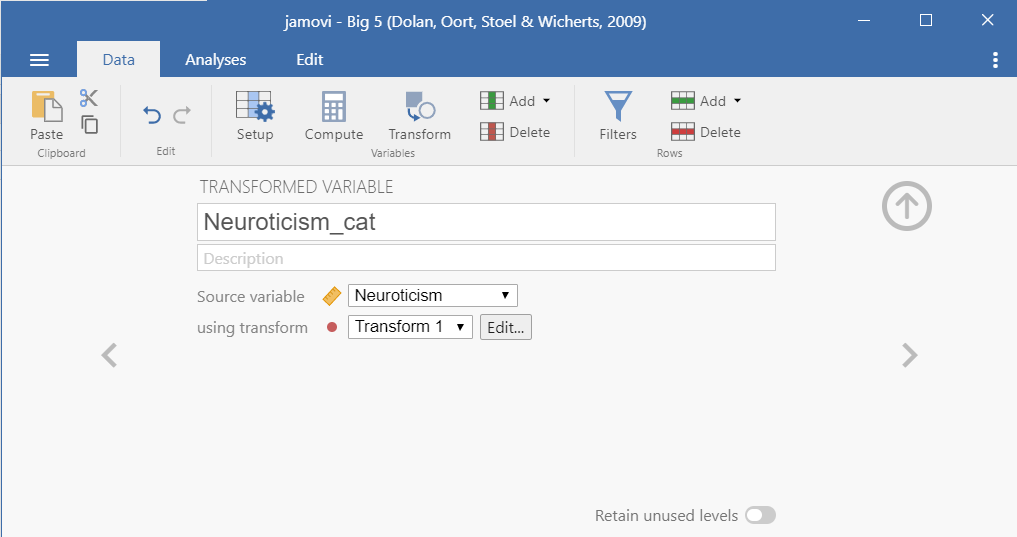 jamovi - Big 5 (Dolan, Oort, Stoel & Wicherts, 2009)
Data Analyses Edit
Paste Setup Compute Transform Add Delete Filters Add Delete
Clipboard Edit Variables Rows
TRANSFORMED VARIABLE
Neuroticism_cat
Description
Source variable Neuroticism
using transform Transform 1 Edit...
Retain unused levels